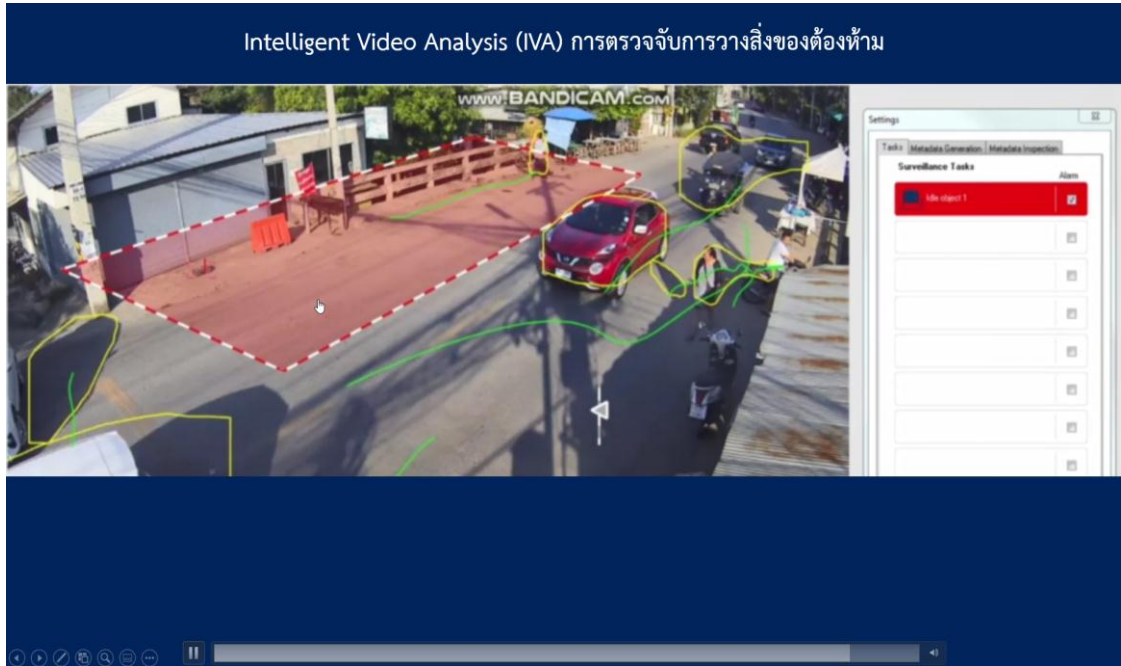 Intelligent Video Analysis (IVA) การตรวจจับการวางสิ่งของต้องห้าม
www.BANDICAM.com
Settings
Tasks Metadata Generation Metadata Inspection
Surveillance Tasks
Alarm
Idle object 1